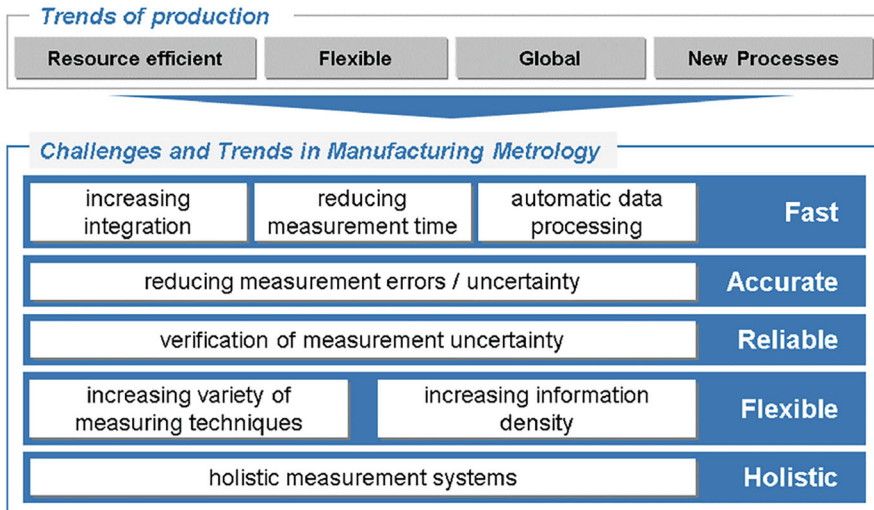 Trends of production
Resource efficient
Flexible
Global
New Processes
Challenges and Trends in Manufacturing Metrology
increasing
integration
reducing
measurement time
automatic data
processing
Fast
reducing measurement errors / uncertainty
Accurate
verification of measurement uncertainty
Reliable
increasing variety of
measuring techniques
increasing information
density
Flexible
holistic measurement systems
Holistic